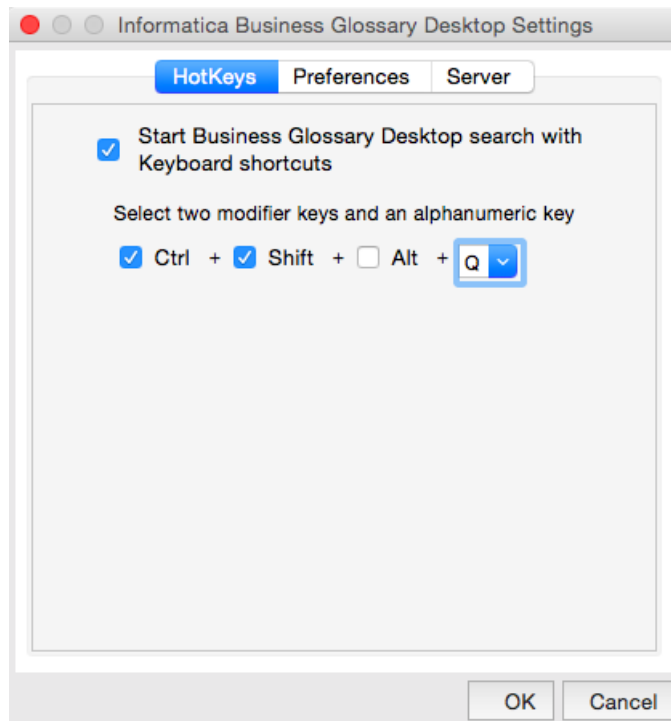 Informatica Business Glossary Desktop Settings
HotKeys Preferences Server
Start Business Glossary Desktop search with
Keyboard shortcuts
Select two modifier keys and an alphanumeric key
Ctrl + Shift + Alt + Q
OK Cancel